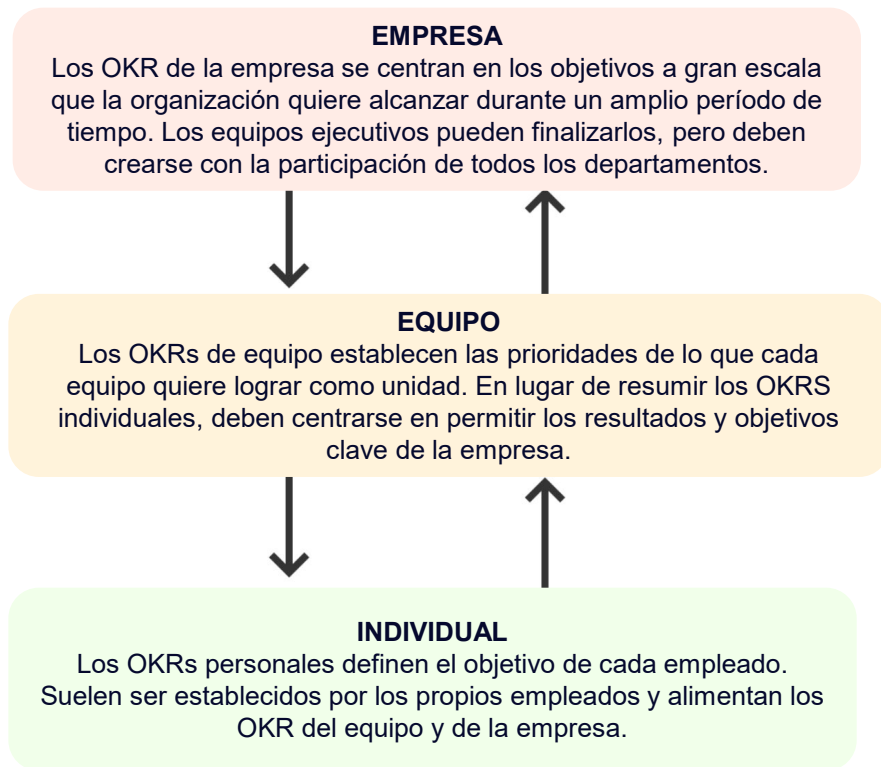 EMPRESA
Los OKR de la empresa se centran en los objetivos a gran escala
que la organización quiere alcanzar durante un amplio período de
tiempo. Los equipos ejecutivos pueden finalizarlos, pero deben
crearse con la participación de todos los departamentos.
EQUIPO
Los OKRs de equipo establecen las prioridades de lo que cada
equipo quiere lograr como unidad. En lugar de resumir los OKRS
individuales, deben centrarse en permitir los resultados y objetivos
clave de la empresa.
INDIVIDUAL
Los OKRs personales definen el objetivo de cada empleado.
Suelen ser establecidos por los propios empleados y alimentan los
OKR del equipo y de la empresa.